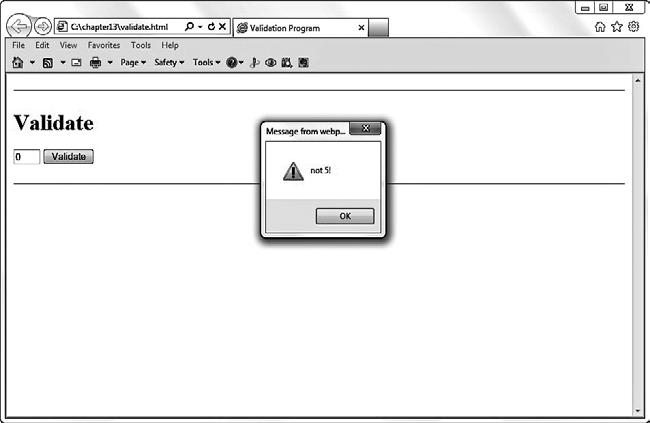 C:\chapter13\validate.html
Validation Program
File Edit View Favorites Tools Help
Page Safety Tools
Validate
0 Validate
Message from webp...
not 5!
OK